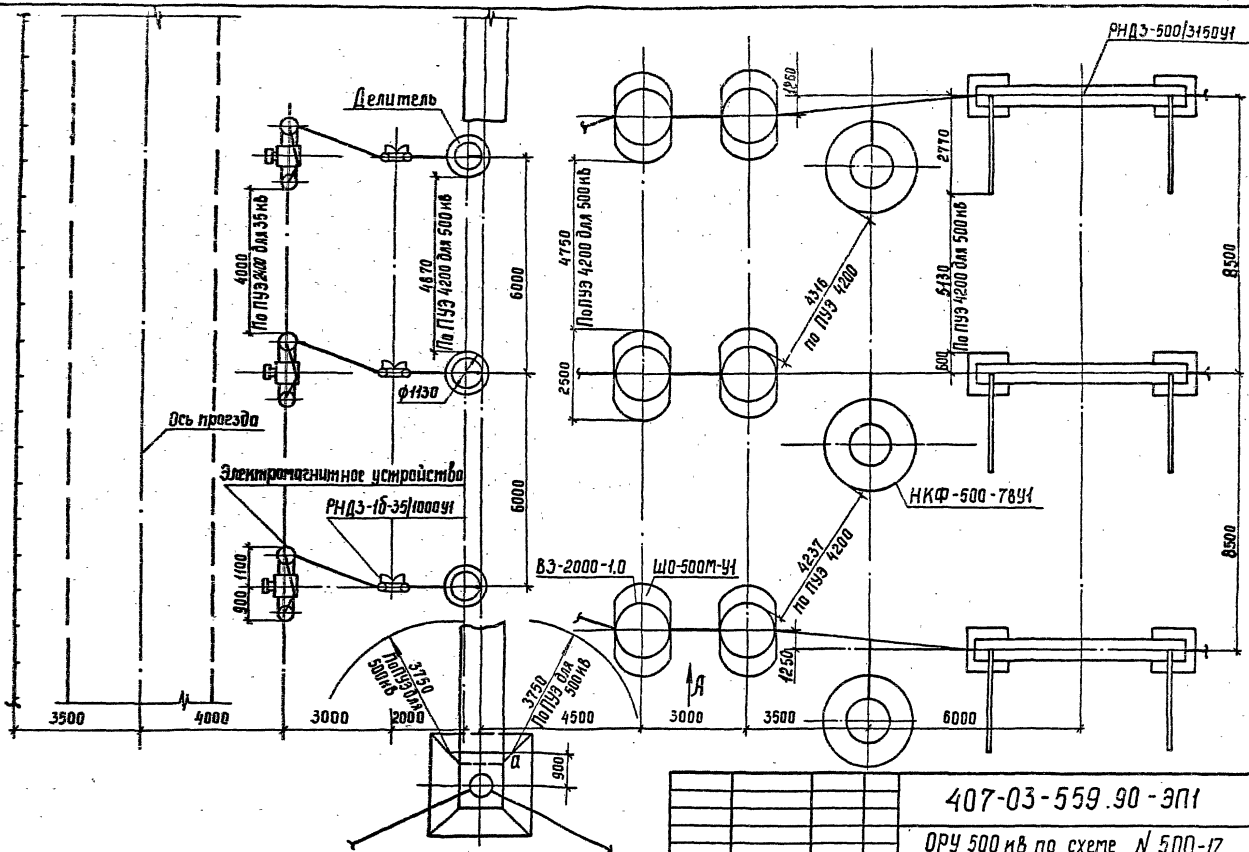 РНДЗ-500/3150У1
Делитель
1250
2770
4000
По ПУЭ 2400 для 35 кв
4870
По ПУЭ 4200 для 500 кв
6000
4750
По ПУЭ 4200 для 500 кв
4316
по ПУЭ 4200
5130
По ПУЭ 4200 для 500 кв
8500
600
2500
ф1130
Ось проезда
Электромагнитное устройство
РНДЗ-1б-35/1000У1
6000
НКФ-500-78У1
ВЗ-2000-1,0
ШО-500М-У1
4237
по ПУЭ 4200
8500
1100
900
3750
По ПУЭ для
500 кв
3750
По ПУЭ для
500 кв
А
1250
3500
4000
3000
2000
4500
3000
3500
6000
а
900
407-03-559.90-ЭП1
ОРУ 500 кв по схеме N 500-17